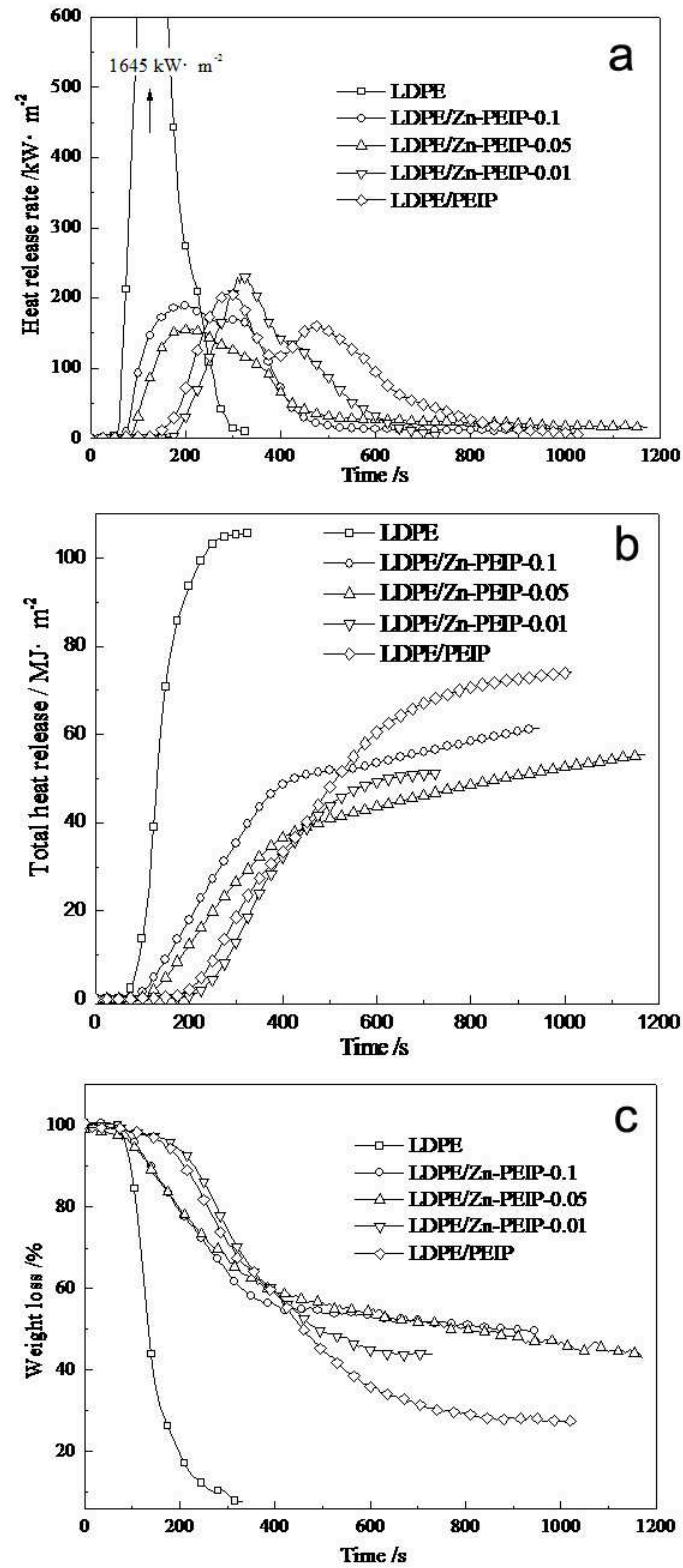 a
600
500
400
300
200
100
0
Heat release rate /kW· m-2
1645 kW· m-2
LDPE
LDPE/Zn-PEIP-0.1
LDPE/Zn-PEIP-0.05
LDPE/Zn-PEIP-0.01
LDPE/PEIP
0 200 400 600 800 1000 1200
Time /s
b
100
80
60
40
20
0
Total heat release / MJ· m-2
LDPE
LDPE/Zn-PEIP-0.1
LDPE/Zn-PEIP-0.05
LDPE/Zn-PEIP-0.01
LDPE/PEIP
0 200 400 600 800 1000 1200
Time /s
c
100
80
60
40
20
Weight loss /%
LDPE
LDPE/Zn-PEIP-0.1
LDPE/Zn-PEIP-0.05
LDPE/Zn-PEIP-0.01
LDPE/PEIP
0 200 400 600 800 1000 1200
Time /s